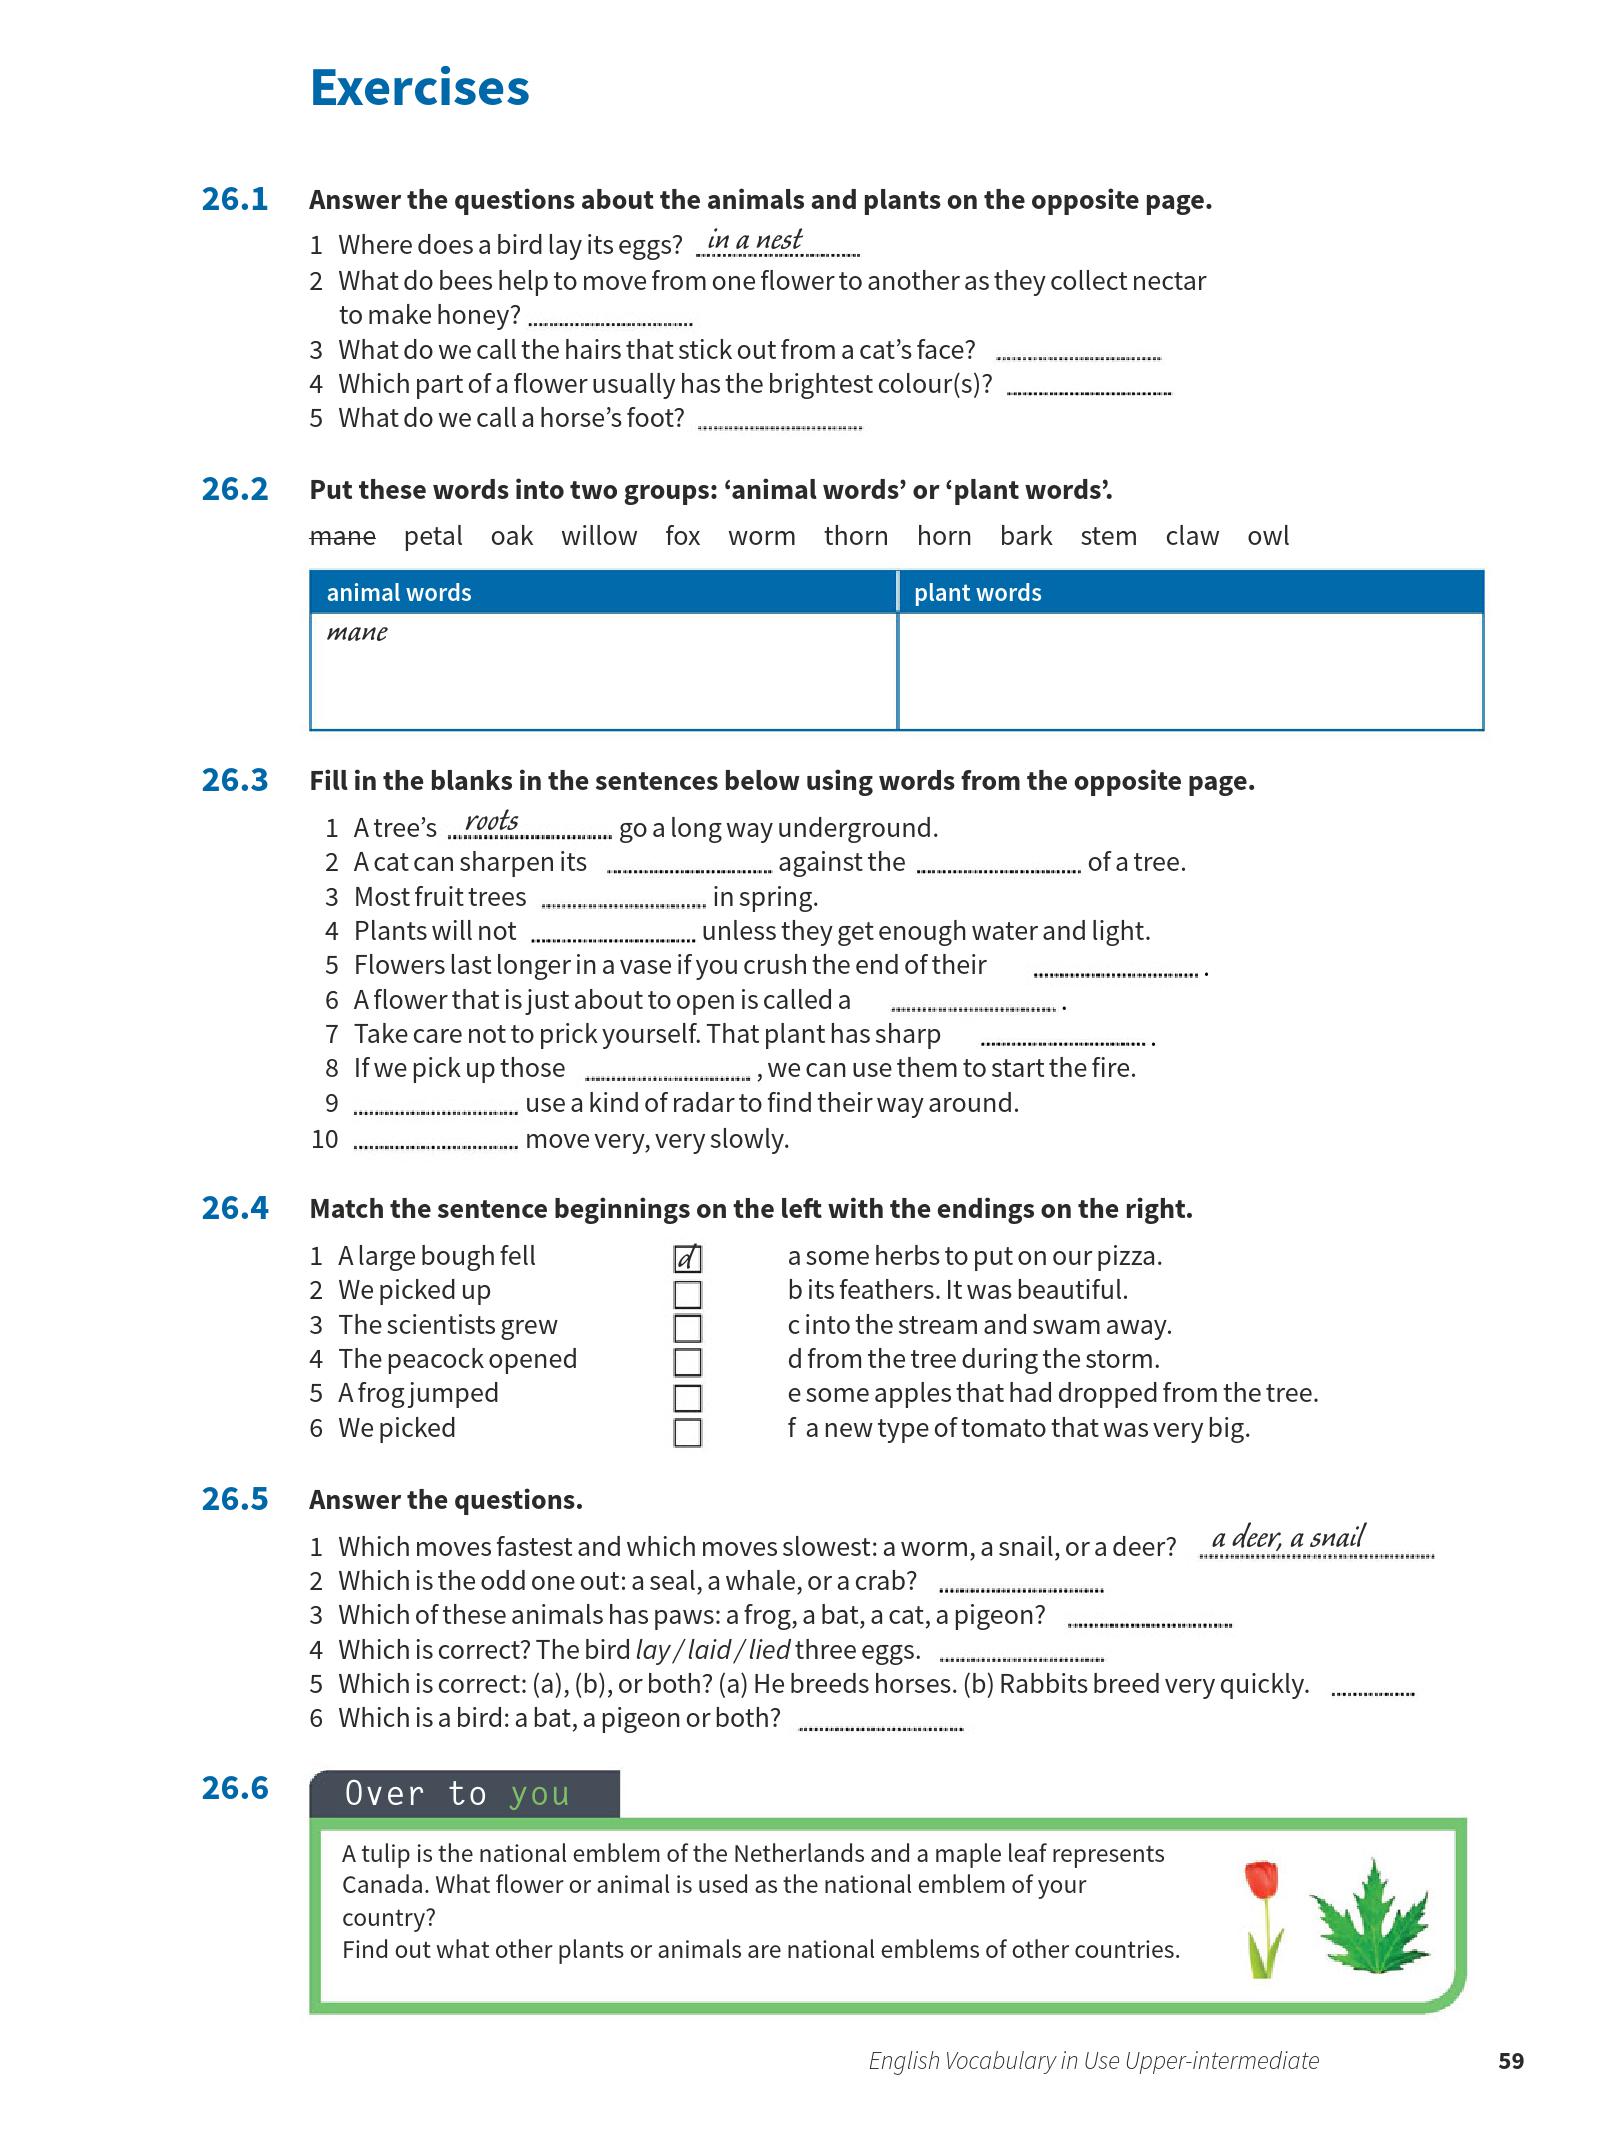 Exercises
26.1 Answer the questions about the animals and plants on the opposite page.
1 Where does a bird lay its eggs? in a nest
2 What do bees help to move from one flower to another as they collect nectar
to make honey? ....................
3 What do we call the hairs that stick out from a cat’s face? ....................
4 Which part of a flower usually has the brightest colour(s)? ....................
5 What do we call a horse’s foot? ....................
26.2 Put these words into two groups: ‘animal words’ or ‘plant words’.
mane petal oak willow fox worm thorn horn bark stem claw owl
animal words plant words
mane
26.3 Fill in the blanks in the sentences below using words from the opposite page.
1 A tree’s roots go a long way underground.
2 A cat can sharpen its .................... against the .................... of a tree.
3 Most fruit trees .................... in spring.
4 Plants will not .................... unless they get enough water and light.
5 Flowers last longer in a vase if you crush the end of their .................... .
6 A flower that is just about to open is called a .................... .
7 Take care not to prick yourself. That plant has sharp .................... .
8 If we pick up those .................... , we can use them to start the fire.
9 .................... use a kind of radar to find their way around.
10 .................... move very, very slowly.
26.4 Match the sentence beginnings on the left with the endings on the right.
1 A large bough fell d a some herbs to put on our pizza.
2 We picked up b its feathers. It was beautiful.
3 The scientists grew c into the stream and swam away.
4 The peacock opened d from the tree during the storm.
5 A frog jumped e some apples that had dropped from the tree.
6 We picked f a new type of tomato that was very big.
26.5 Answer the questions.
1 Which moves fastest and which moves slowest: a worm, a snail, or a deer? a deer, a snail
2 Which is the odd one out: a seal, a whale, or a crab? ....................
3 Which of these animals has paws: a frog, a bat, a cat, a pigeon? ....................
4 Which is correct? The bird lay / laid / lied three eggs. ....................
5 Which is correct: (a), (b), or both? (a) He breeds horses. (b) Rabbits breed very quickly. ..........
6 Which is a bird: a bat, a pigeon or both? ....................
26.6 Over to you
A tulip is the national emblem of the Netherlands and a maple leaf represents
Canada. What flower or animal is used as the national emblem of your
country?
Find out what other plants or animals are national emblems of other countries.
English Vocabulary in Use Upper-intermediate 59